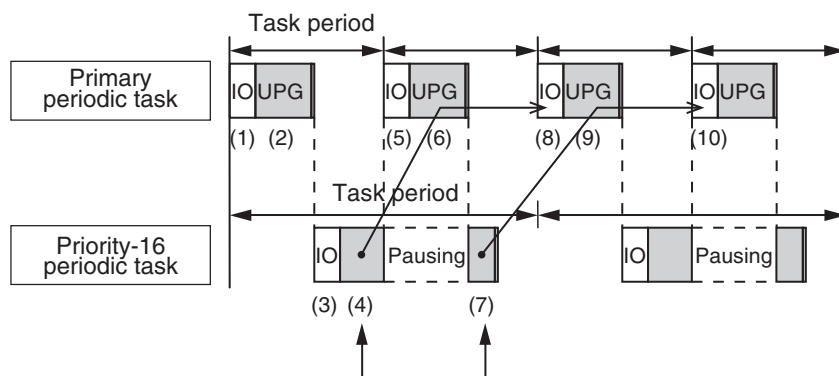 Task period
Primary
periodic task
IO UPG IO UPG IO UPG IO UPG
(1) (2) (5) (6) (8) (9) (10)
Task period
Priority-16
periodic task
IO Pausing IO Pausing
(3) (4) (7)